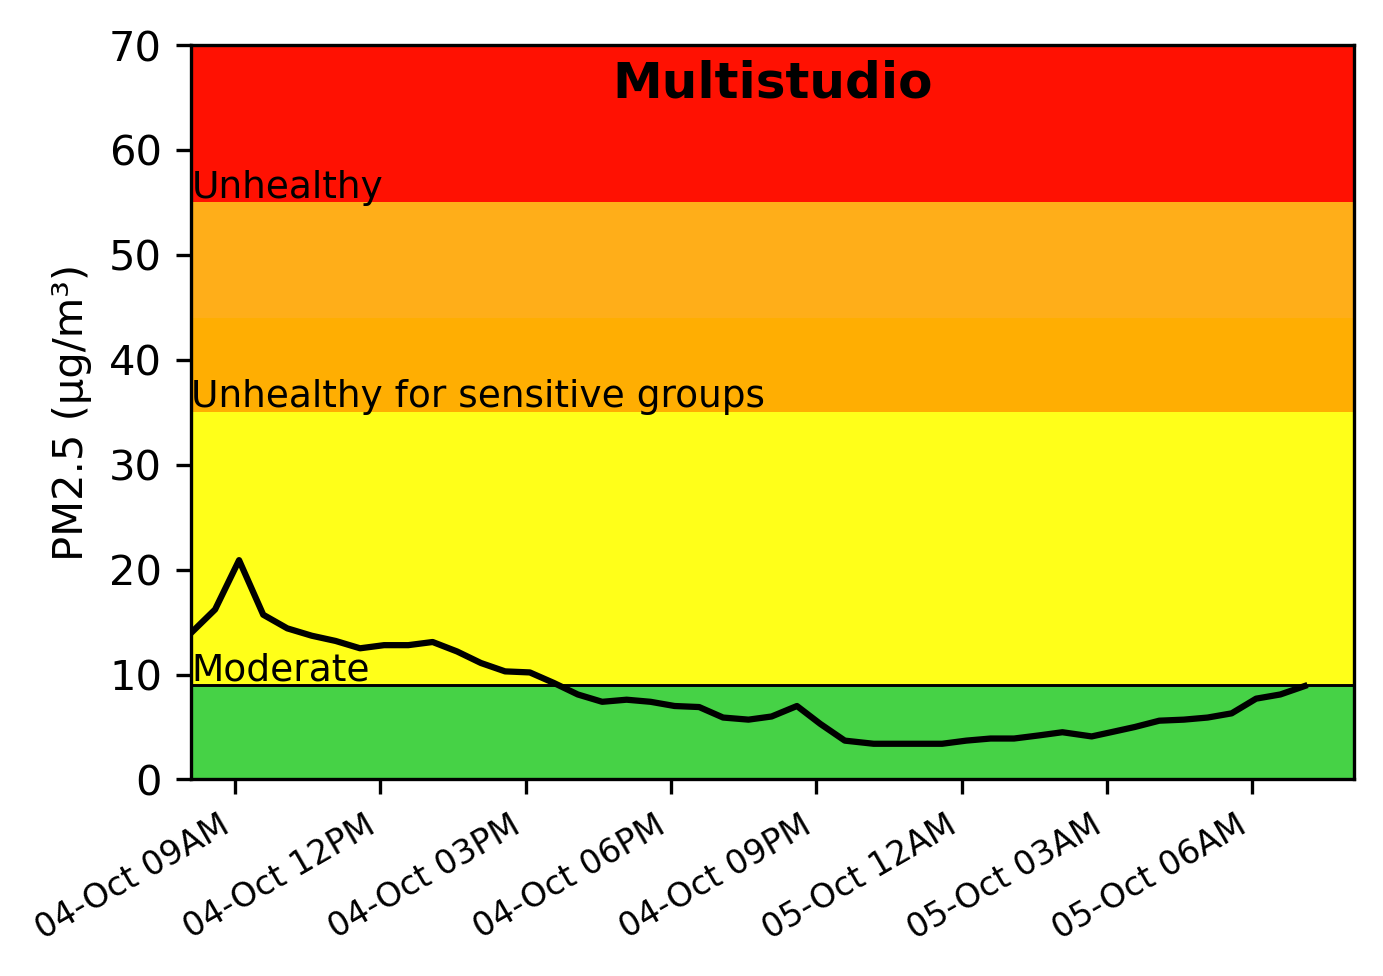 Multistudio
PM2.5 (µg/m³)
70
60
50
40
30
20
10
0
Unhealthy
Unhealthy for sensitive groups
Moderate
04-Oct 09AM
04-Oct 12PM
04-Oct 03PM
04-Oct 06PM
04-Oct 09PM
05-Oct 12AM
05-Oct 03AM
05-Oct 06AM